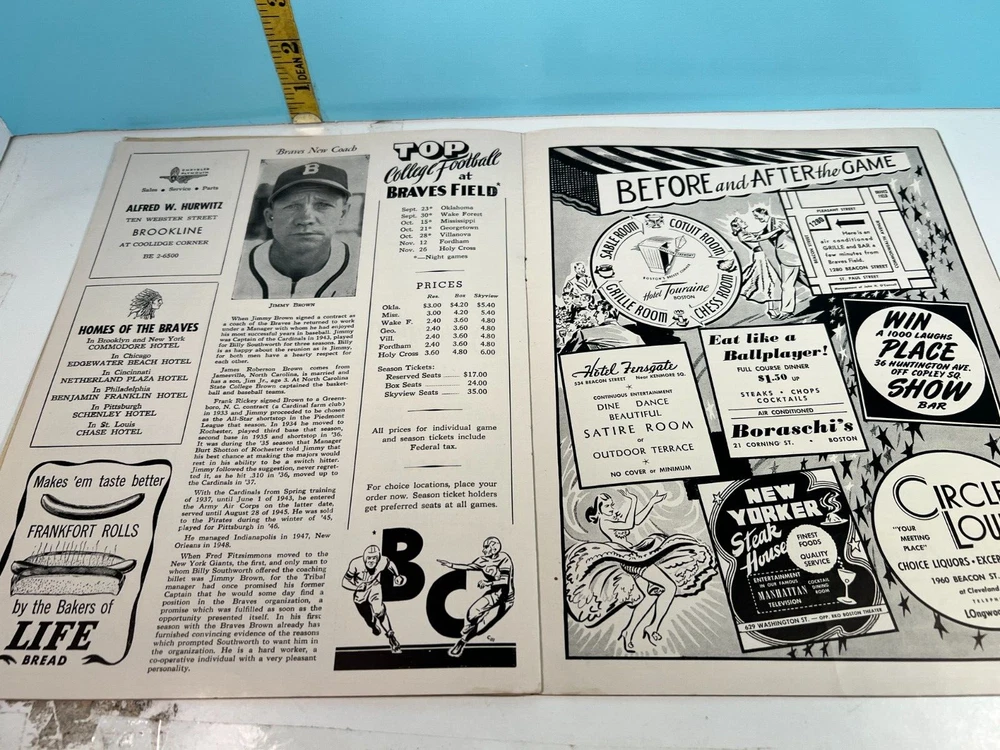 1
DEAN
2
3
CHRYSLER
PLYMOUTH
Sales • Service • Parts
ALFRED W. HURWITZ
TEN WEBSTER STREET
BROOKLINE
AT COOLIDGE CORNER
BE 2-6500
HOMES OF THE BRAVES
In Brooklyn and New York
COMMODORE HOTEL
In Chicago
EDGEWATER BEACH HOTEL
In Cincinnati
NETHERLAND PLAZA HOTEL
In Philadelphia
BENJAMIN FRANKLIN HOTEL
In Pittsburgh
SCHENLEY HOTEL
In St. Louis
CHASE HOTEL
Makes 'em taste better
FRANKFORT ROLLS
by the Bakers of
LIFE
BREAD
Braves New Coach
B
JIMMY BROWN
When Jimmy Brown signed a contract as
a coach of the Braves he returned to work
under a Manager with whom he had enjoyed
his most successful years in baseball. Jimmy
was Captain of the Cardinals in 1943, played
for Billy Southworth for three seasons. Billy
is as happy about the reunion as is Jimmy,
for both men have a hearty respect for
each other.
James Roberson Brown comes from
Jamesville, North Carolina, is married and
has a son, Jim Jr., age 3. At North Carolina
State College Brown captained the basket-
ball and baseball teams.
Frank Rickey signed Brown to a Greens-
boro, N. C. contract (a Cardinal farm club)
in 1933 and Jimmy proceeded to be chosen
as the All-Star shortstop in the Piedmont
League that season. In 1934 he moved to
Rochester, played third base that season,
second base in 1935 and shortstop in '36.
It was during the '35 season that Manager
Burt Shotton of Rochester told Jimmy that
his best chance at making the majors would
rest in his ability to be a switch hitter.
Jimmy followed the suggestion, never regret-
ted it, as he hit .310 in '36, moved up to
the Cardinals in '37.
With the Cardinals from Spring training
of 1937, until June 1 of 1943, he entered
the Army Air Corps on the latter date,
served until August 28 of 1945. He was sold
to the Pirates during the winter of '45,
played for Pittsburgh in '46.
He managed Indianapolis in 1947, New
Orleans in 1948.
When Fred Fitzsimmons moved to the
New York Giants, the first, and only man to
whom Billy Southworth offered the coaching
billet was Jimmy Brown, for the Tribal
manager had once promised his former
Captain that he would some day find a
position in the Braves organization, a
promise which was fulfilled as soon as the
opportunity presented itself. In his first
season with the Braves Brown already has
furnished convincing evidence of the reasons
which prompted Southworth to want him in
the organization. He is a hard worker, a
co-operative individual with a very pleasant
personality.
TOP
College Football
at
BRAVES FIELD*
Sept. 23* Oklahoma
Sept. 30* Wake Forest
Oct. 15* Mississippi
Oct. 21* Georgetown
Oct. 28* Villanova
Nov. 12 Fordham
Nov. 26 Holy Cross
*—Night games
PRICES
Res. Box Skyview
Okla. $3.00 $4.20 $5.40
Miss. 3.00 4.20 5.40
Wake F. 2.40 3.60 4.80
Geo. 2.40 3.60 4.80
Vill. 2.40 3.60 4.80
Fordham 2.40 3.60 4.80
Holy Cross 3.60 4.80 6.00
Season Tickets:
Reserved Seats $17.00
Box Seats 24.00
Skyview Seats 35.00
All prices for individual game
and season tickets include
Federal tax.
For choice locations, place your
order now. Season ticket holders
get preferred seats at all games.
BC
BEFORE and AFTER the GAME
SABLE ROOM
COTUIT ROOM
GRILLE ROOM
CHESS ROOM
Hotel Touraine
BOSTON
BRAVES FIELD
PLEASANT STREET
"1280"
Here is an
air conditioned
GRILLE and BAR a
few minutes from
Braves Field.
1280 BEACON STREET
ST. PAUL STREET
Hotel Fensgate
534 BEACON STREET Near KENMORE SQ.
CONTINUOUS ENTERTAINMENT
DINE DANCE
BEAUTIFUL
SATIRE ROOM
OR
OUTDOOR TERRACE
NO COVER or MINIMUM
Eat like a
Ballplayer!
FULL COURSE DINNER
$1.50 UP
STEAKS • CHOPS
COCKTAILS
AIR CONDITIONED
Boraschi's
21 CORNING ST. • BOSTON
WIN
A 1000 LAUGHS
PLACE
36 HUNTINGTON AVE.
OFF COPLEY SQ.
SHOW
BAR
NEW
YORKER
Steak
House
FINEST
FOODS
QUALITY
SERVICE
ENTERTAINMENT
IN OUR FAMOUS
MANHATTAN
COCKTAIL
DINING
ROOM
TELEVISION
629 WASHINGTON ST. — OPP. RKO BOSTON THEATER
CIRCLE
LOU
"YOUR
MEETING
PLACE"
CHOICE LIQUORS • EXCE
1960 BEACON S
at Cleveland
TELEPH
LOngwo